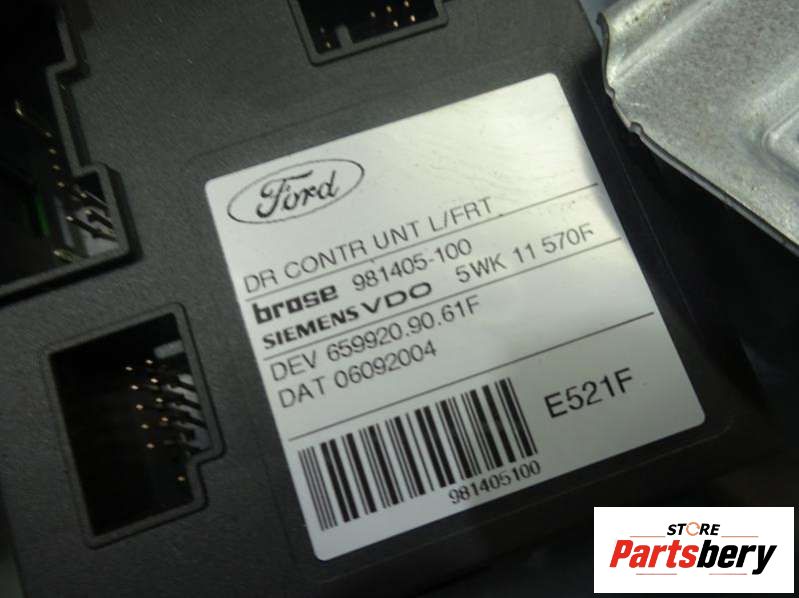 Ford
DR CONTR UNT L/FRT
brose 981405-100
SIEMENS VDO 5WK 11 570F
DEV 659920.90.61F
DAT 06092004
E521F
981405100
STORE
Partsbery